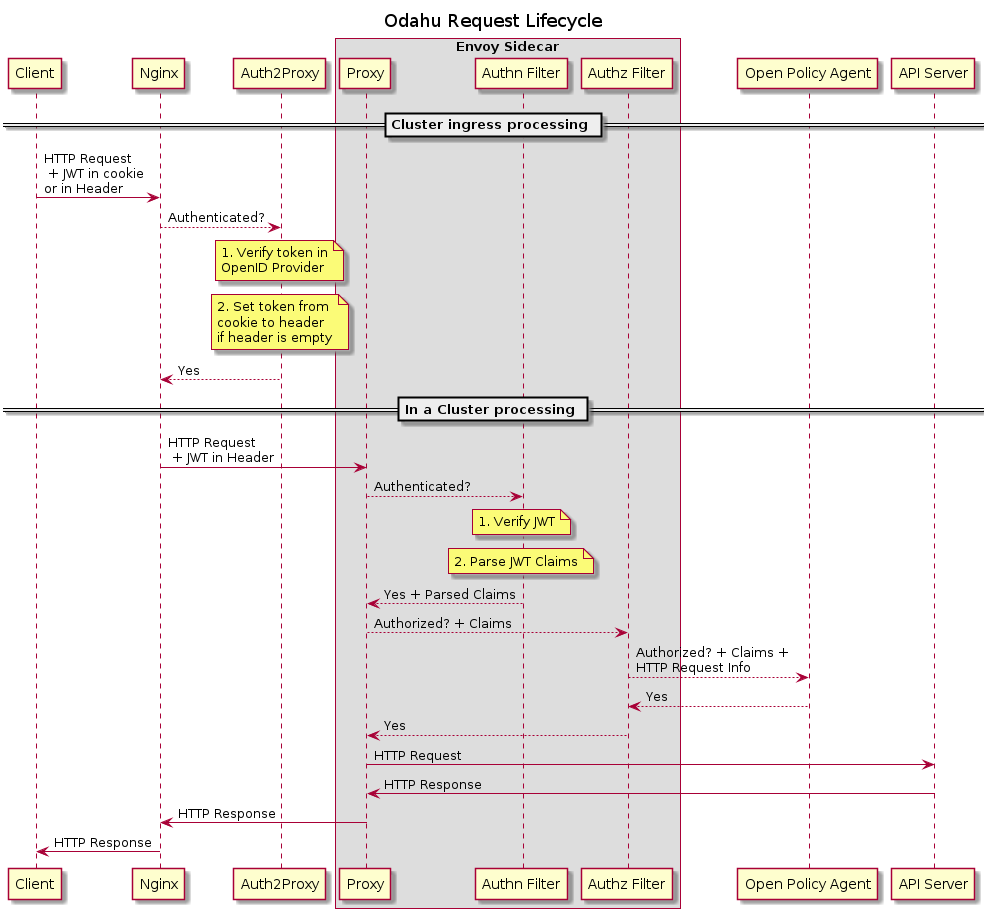 Odahu Request Lifecycle
Envoy Sidecar
Client
Nginx
Auth2Proxy
Proxy
Authn Filter
Authz Filter
Open Policy Agent
API Server
Cluster ingress processing
HTTP Request
+ JWT in cookie
or in Header
Authenticated?
1. Verify token in
OpenID Provider
2. Set token from
cookie to header
if header is empty
Yes
In a Cluster processing
HTTP Request
+ JWT in Header
Authenticated?
1. Verify JWT
2. Parse JWT Claims
Yes + Parsed Claims
Authorized? + Claims
Authorized? + Claims +
HTTP Request Info
Yes
Yes
HTTP Request
HTTP Response
HTTP Response
HTTP Response
Client
Nginx
Auth2Proxy
Proxy
Authn Filter
Authz Filter
Open Policy Agent
API Server